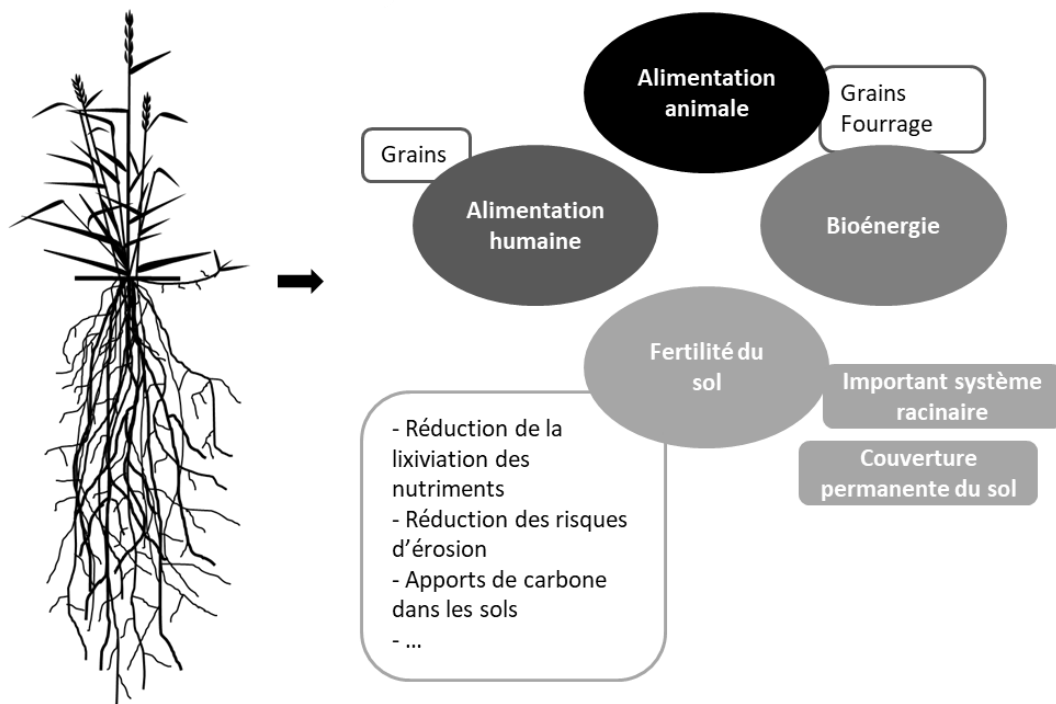 Alimentation
animale
Grains
Fourrage
Grains
Alimentation
humaine
Bioénergie
Fertilité du
sol
Important système
racinaire
Couverture
permanente du sol
- Réduction de la
lixiviation des
nutriments
- Réduction des risques
d’érosion
- Apports de carbone
dans les sols
- ...